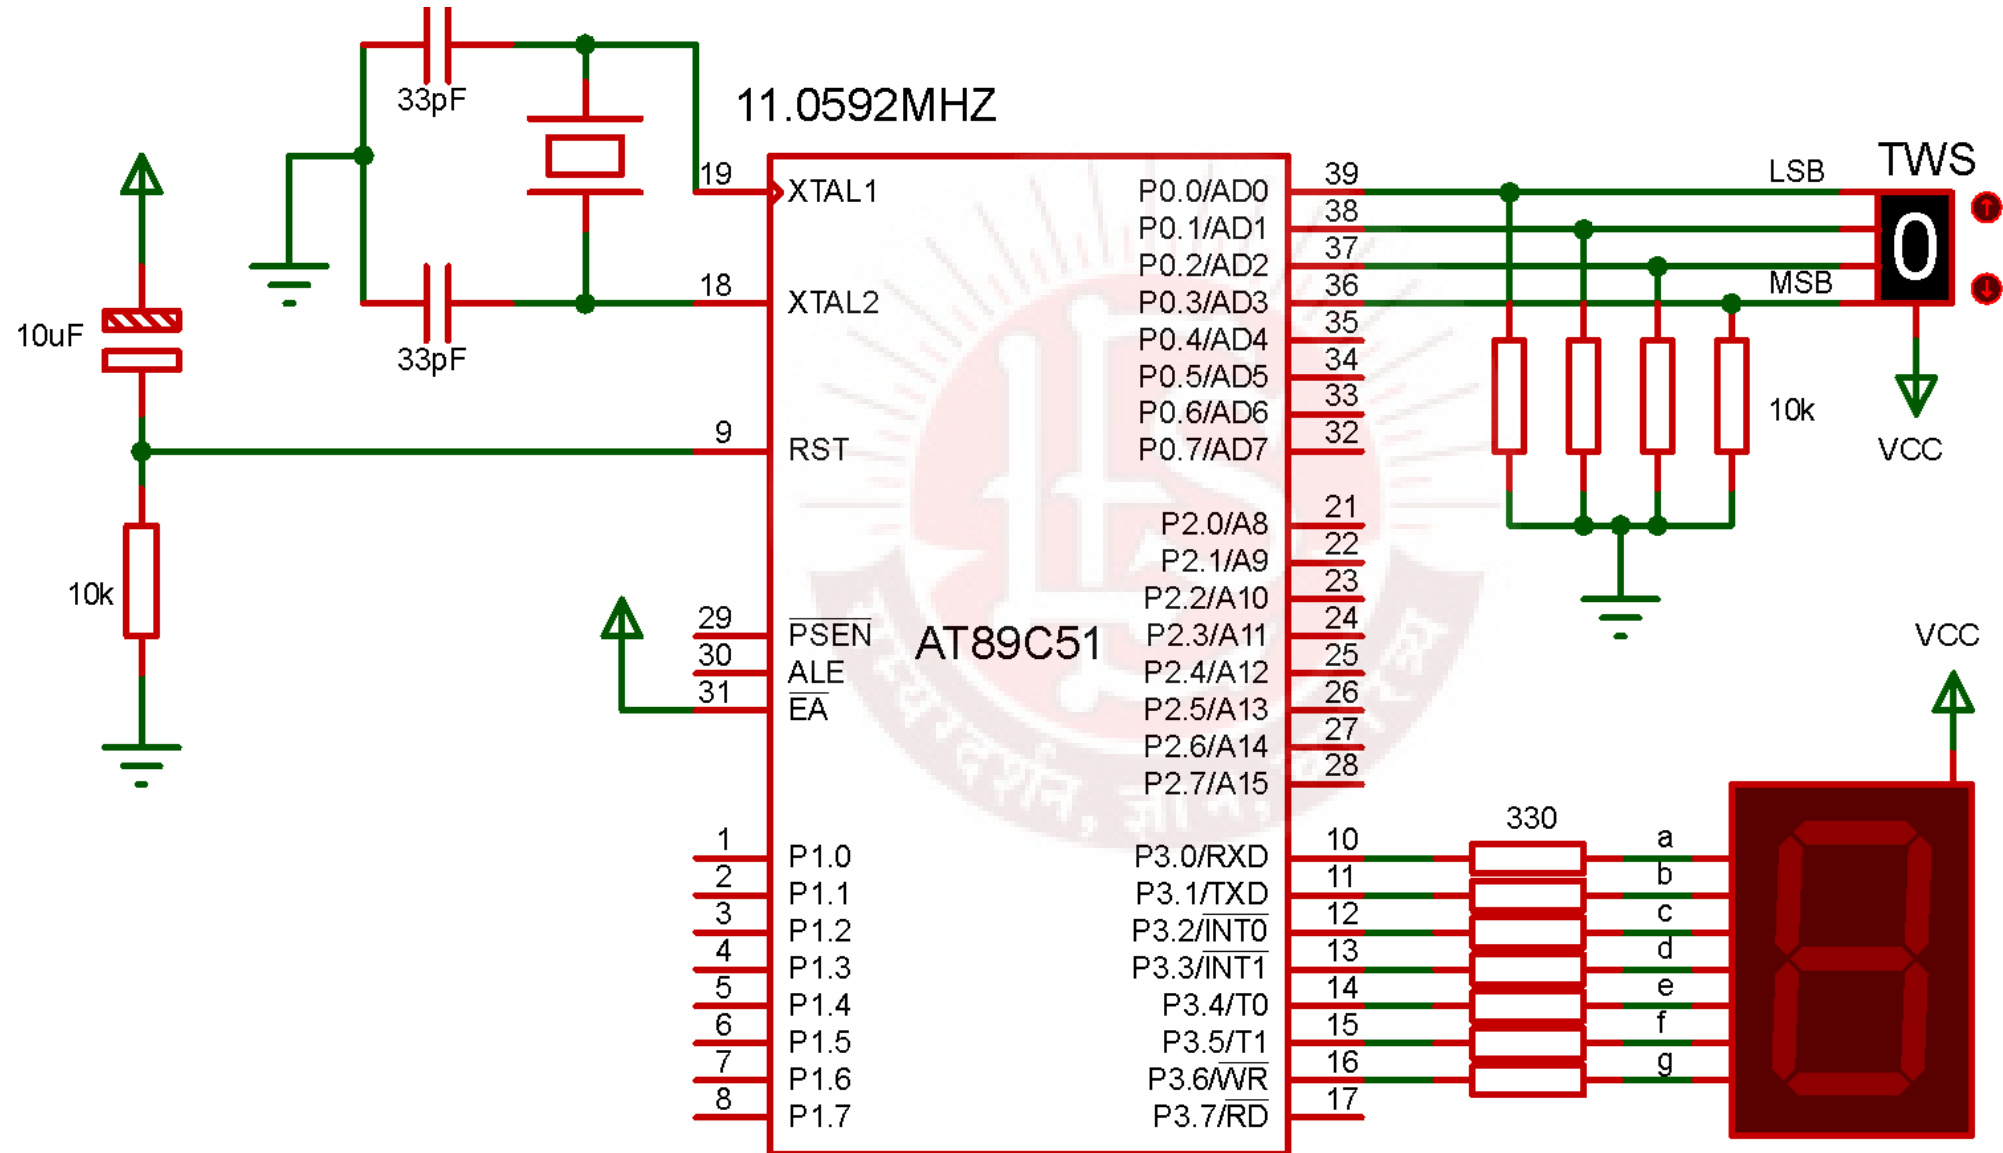 33pF
11.0592MHZ
10uF
33pF
10k
19 XTAL1
18 XTAL2
9 RST
29 PSEN
30 ALE
31 EA
AT89C51
1 P1.0
2 P1.1
3 P1.2
4 P1.3
5 P1.4
6 P1.5
7 P1.6
8 P1.7
P0.0/AD0 39
P0.1/AD1 38
P0.2/AD2 37
P0.3/AD3 36
P0.4/AD4 35
P0.5/AD5 34
P0.6/AD6 33
P0.7/AD7 32
P2.0/A8 21
P2.1/A9 22
P2.2/A10 23
P2.3/A11 24
P2.4/A12 25
P2.5/A13 26
P2.6/A14 27
P2.7/A15 28
P3.0/RXD 10
P3.1/TXD 11
P3.2/INT0 12
P3.3/INT1 13
P3.4/T0 14
P3.5/T1 15
P3.6/WR 16
P3.7/RD 17
LSB
MSB
TWS
0
10k
VCC
VCC
330
a
b
c
d
e
f
g